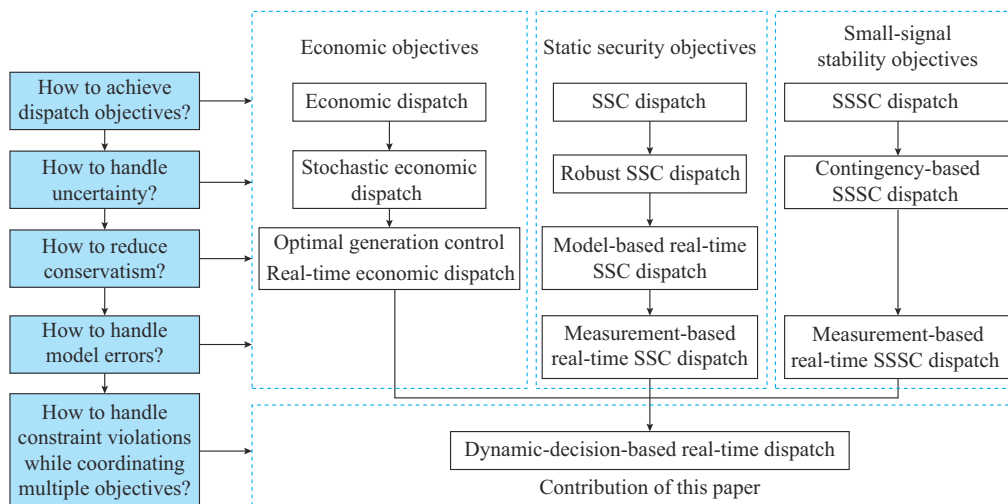 Economic objectives
Static security objectives
Small-signal
stability objectives
How to achieve
dispatch objectives?
Economic dispatch
SSC dispatch
SSSC dispatch
How to handle
uncertainty?
Stochastic economic
dispatch
Robust SSC dispatch
Contingency-based
SSSC dispatch
How to reduce
conservatism?
Optimal generation control
Real-time economic dispatch
Model-based real-time
SSC dispatch
How to handle
model errors?
Measurement-based
real-time SSC dispatch
Measurement-based
real-time SSSC dispatch
How to handle
constraint violations
while coordinating
multiple objectives?
Dynamic-decision-based real-time dispatch
Contribution of this paper